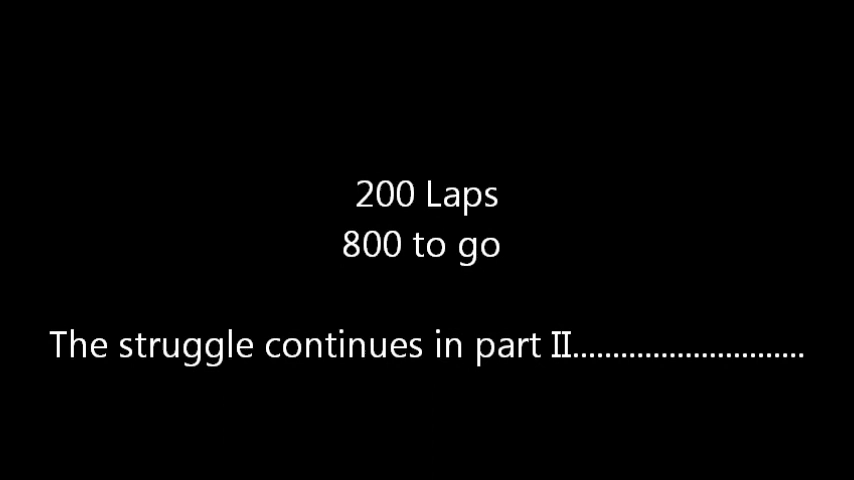 200 Laps
800 to go
The struggle continues in part II.............................